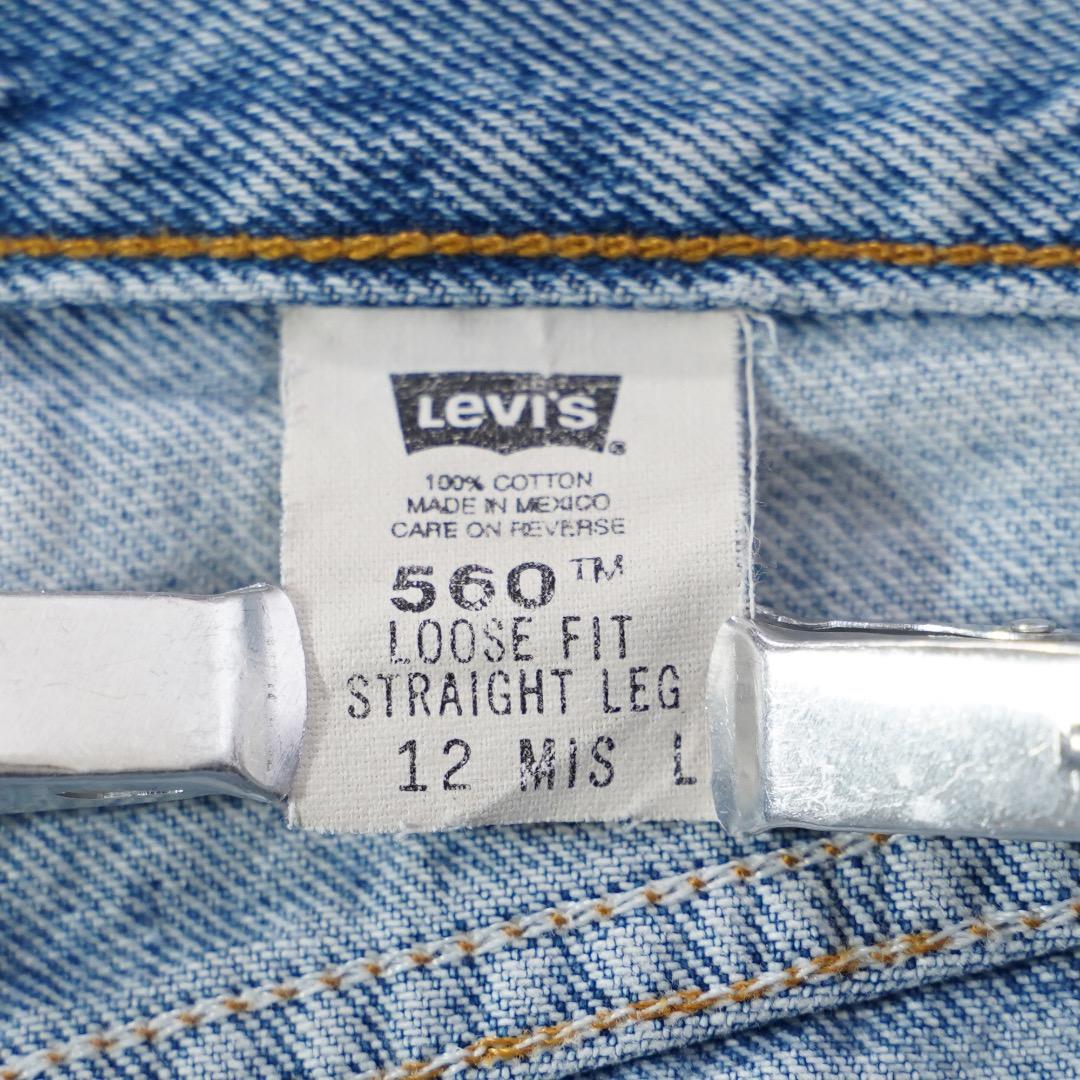 LEVI'S®
100% COTTON
MADE IN MEXICO
CARE ON REVERSE
560™
LOOSE FIT
STRAIGHT LEG
12 MIS L